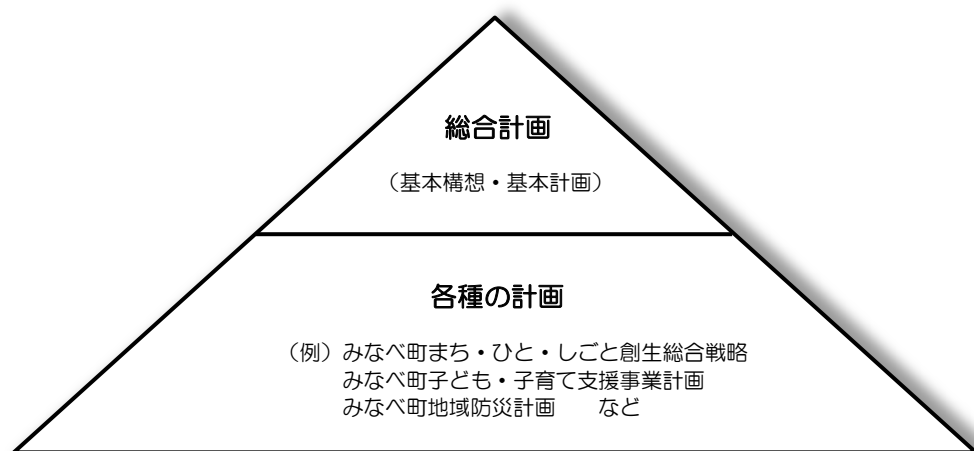 総合計画
（基本構想・基本計画）
各種の計画
（例）みなべ町まち・ひと・しごと創生総合戦略
みなべ町子ども・子育て支援事業計画
みなべ町地域防災計画　　など